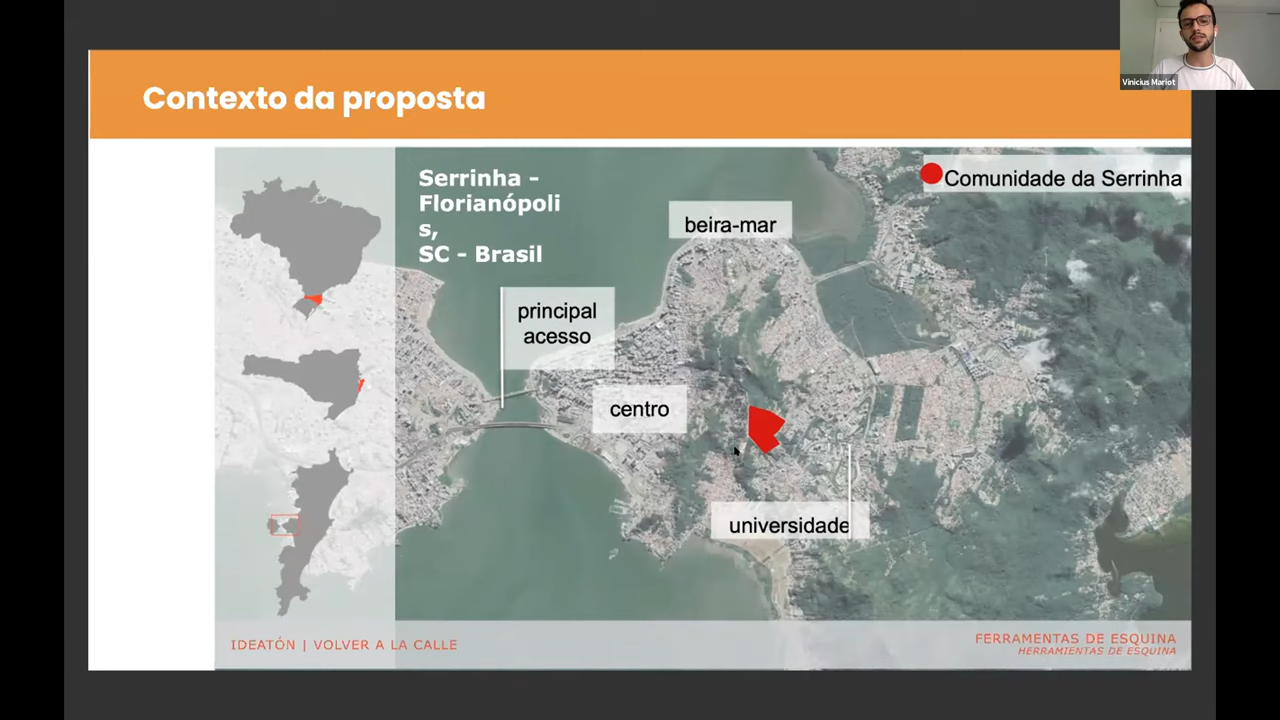 Contexto da proposta
Vinicius Mariot
Serrinha -
Florianópoli
s,
SC - Brasil
Comunidade da Serrinha
beira-mar
principal
acesso
centro
universidade
IDEATÓN | VOLVER A LA CALLE
FERRAMENTAS DE ESQUINA
HERRAMIENTAS DE ESQUINA